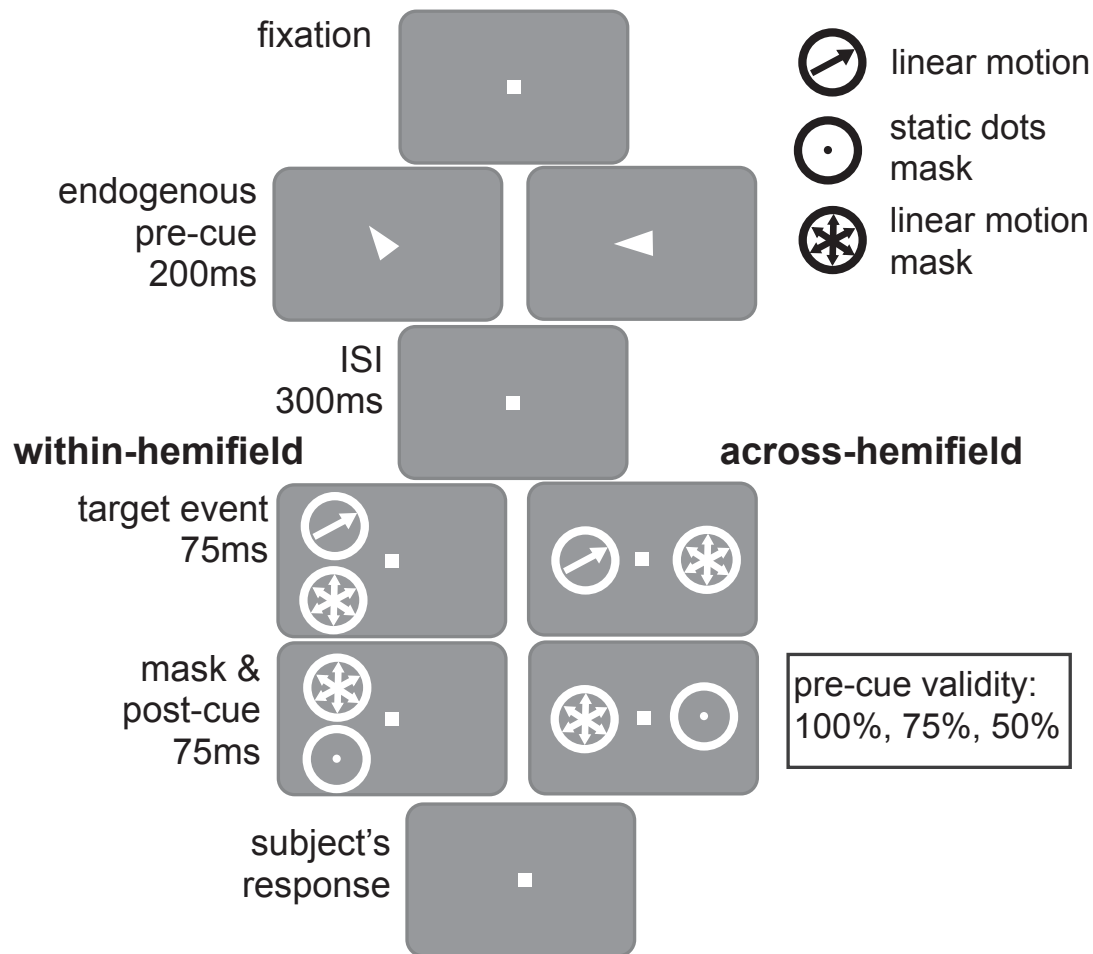 fixation
linear motion
static dots
mask
linear motion
mask
endogenous
pre-cue
200ms
ISI
300ms
within-hemifield
across-hemifield
target event
75ms
mask &
post-cue
75ms
pre-cue validity:
100%, 75%, 50%
subject's
response